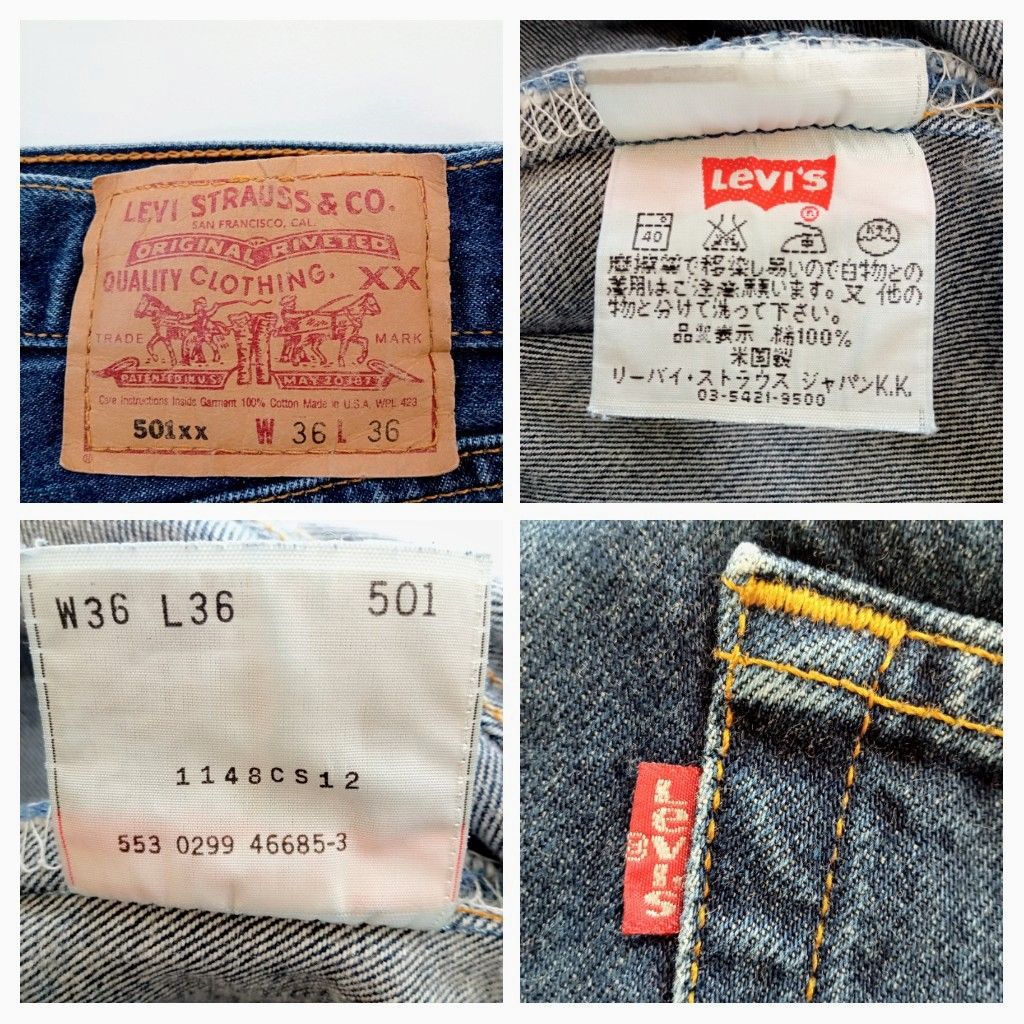 LEVI STRAUSS & CO.
SAN FRANCISCO, CAL.
ORIGINAL RIVETED
QUALITY CLOTHING. XX
TRADE MARK
PATENTED IN U.S. MAY 20 1873
Care Instructions Inside Garment 100% Cotton Made in U.S.A. WPL 423
501xx W 36 L 36
®
Levi's
®
40
ドライ
摩擦等で移染し易いので白物との
着用はご注意願います。又 他の
物と分けて洗って下さい。
品質表示 綿100%
米国製
リーバイ・ストラウス ジャパンK.K.
03-5421-9500
W36 L36 501
1148CS12
553 0299 46685-3
LEVI'S
®